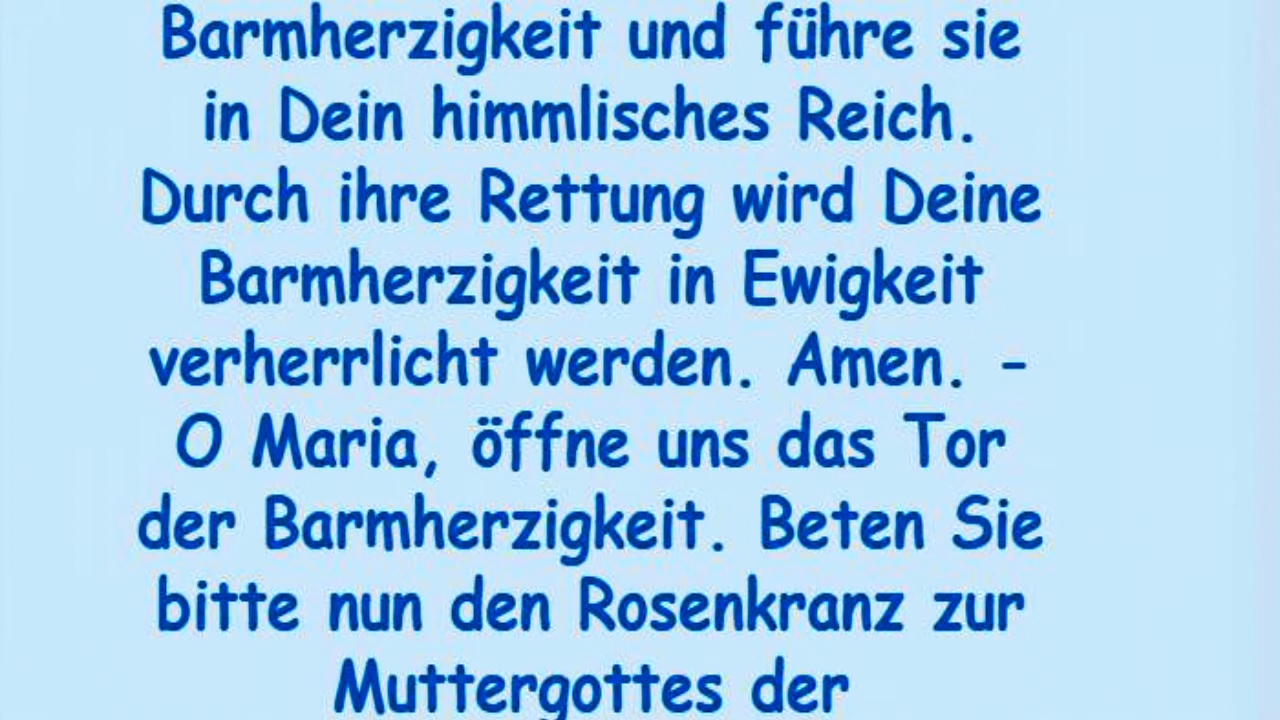 Barmherzigkeit und führe sie
in Dein himmlisches Reich.
Durch ihre Rettung wird Deine
Barmherzigkeit in Ewigkeit
verherrlicht werden. Amen. -
O Maria, öffne uns das Tor
der Barmherzigkeit. Beten Sie
bitte nun den Rosenkranz zur
Muttergottes der